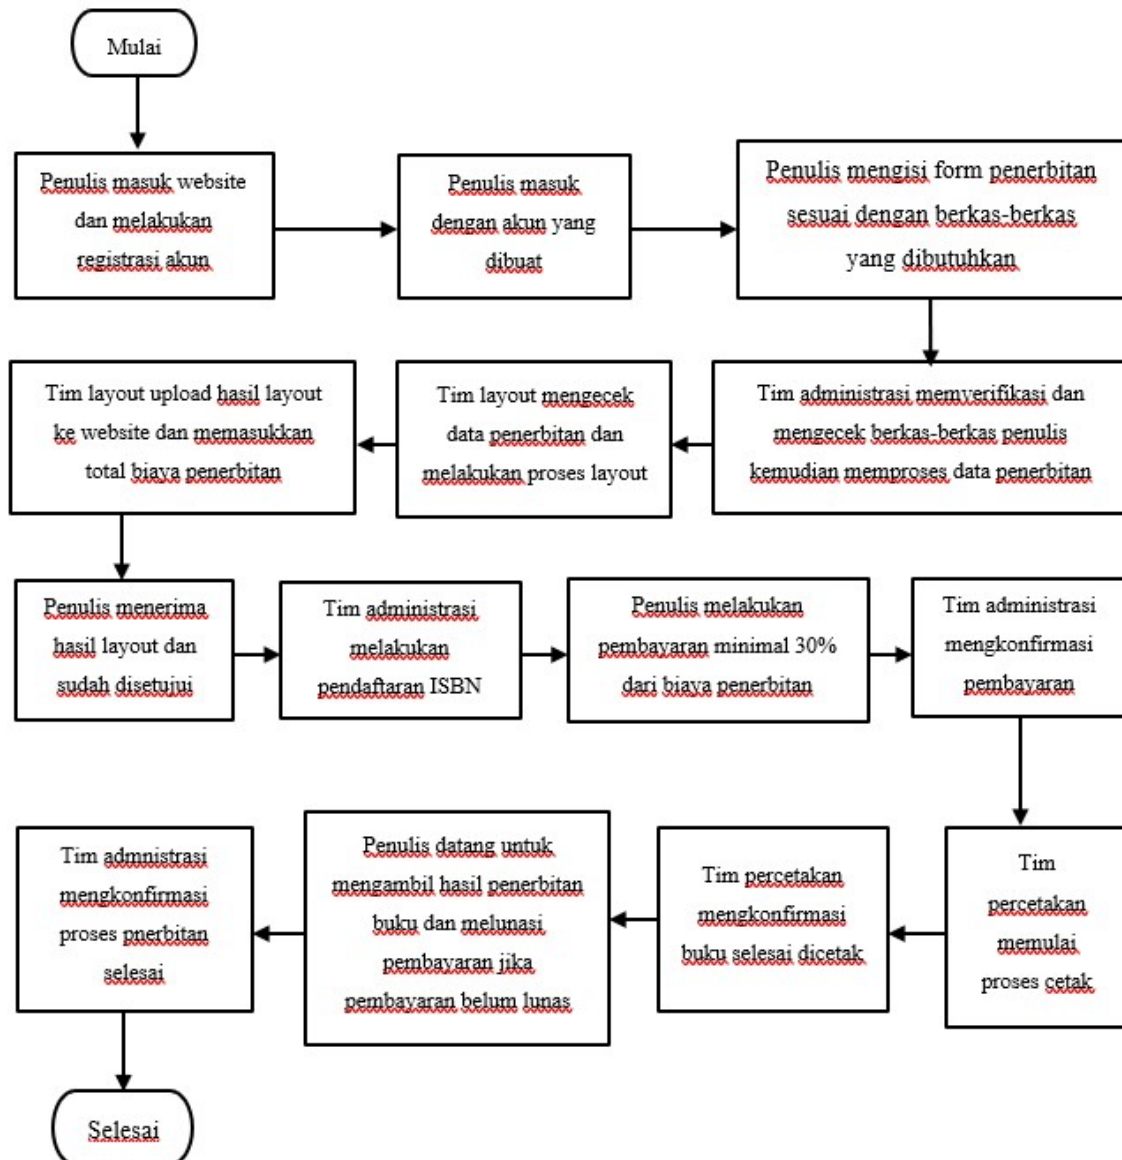 Mulai
Penulis masuk website
dan melakukan
registrasi akun
Penulis masuk
dengan akun yang
dibuat
Penulis mengisi form penerbitan
sesuai dengan berkas-berkas
yang dibutuhkan
Tim administrasi memverifikasi dan
mengecek berkas-berkas penulis
kemudian memproses data penerbitan
Tim layout mengecek
data penerbitan dan
melakukan proses layout
Tim layout upload hasil layout
ke website dan memasukkan
total biaya penerbitan
Penulis menerima
hasil layout dan
sudah disetujui
Tim administrasi
melakukan
pendaftaran ISBN
Penulis melakukan
pembayaran minimal 30%
dari biaya penerbitan
Tim administrasi
mengkonfirmasi
pembayaran
Tim
percetakan
memulai
proses cetak
Tim percetakan
mengkonfirmasi
buku selesai dicetak
Penulis datang untuk
mengambil hasil penerbitan
buku dan melunasi
pembayaran jika
pembayaran belum lunas
Tim admnistrasi
mengkonfirmasi
proses pnerbitan
selesai
Selesai